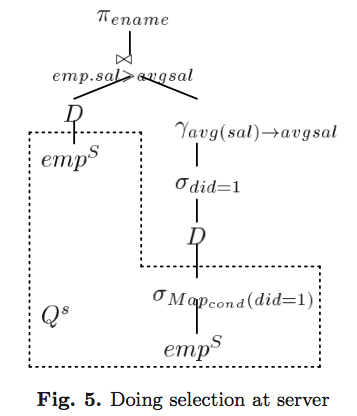 π_ename
⋈
emp.sal>avgsal
D
emp^S
γ_avg(sal)→avgsal
σ_did=1
D
σ_Map_cond(did=1)
Q^s
emp^S
Fig. 5. Doing selection at server